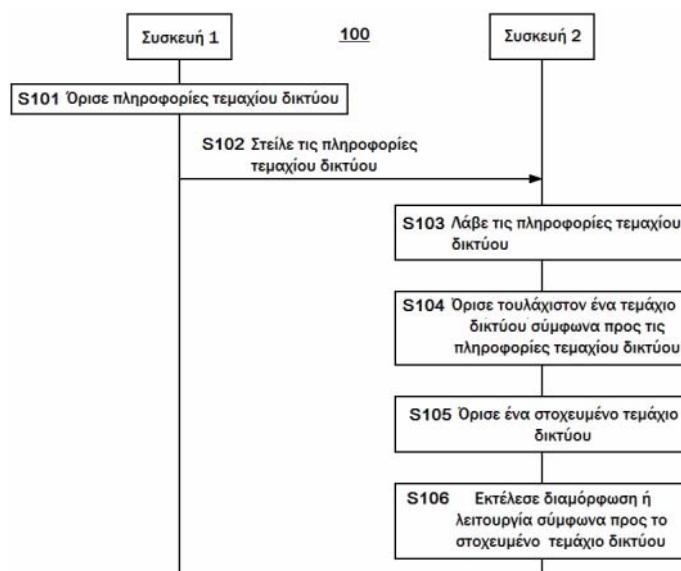 Συσκευή 1
100
Συσκευή 2
S101 Όρισε πληροφορίες τεμαχίου δικτύου
S102 Στείλε τις πληροφορίες
τεμαχίου δικτύου
S103 Λάβε τις πληροφορίες τεμαχίου
δικτύου
S104 Όρισε τουλάχιστον ένα τεμάχιο
δικτύου σύμφωνα προς τις
πληροφορίες τεμαχίου δικτύου
S105 Όρισε ένα στοχευμένο τεμάχιο
δικτύου
S106 Εκτέλεσε διαμόρφωση ή
λειτουργία σύμφωνα προς το
στοχευμένο τεμάχιο δικτύου